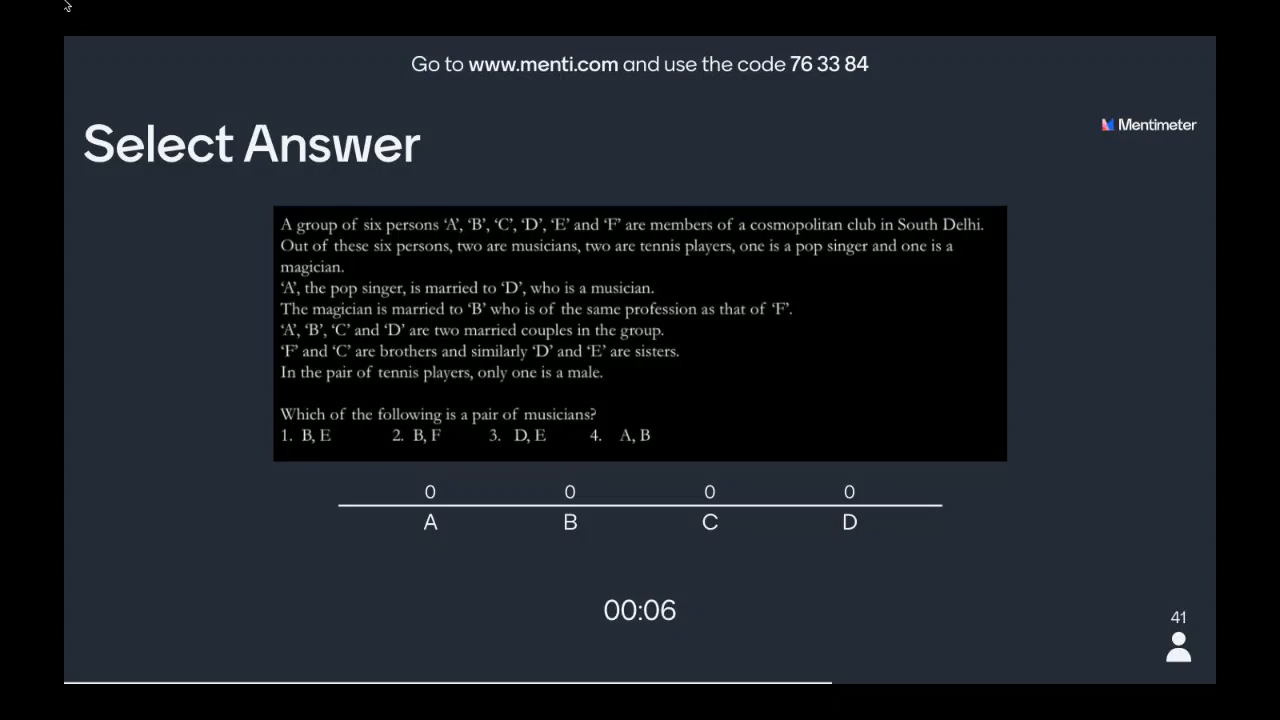 Go to www.menti.com and use the code 76 33 84
Mentimeter
Select Answer
A group of six persons ‘A’, ‘B’, ‘C’, ‘D’, ‘E’ and ‘F’ are members of a cosmopolitan club in South Delhi.
Out of these six persons, two are musicians, two are tennis players, one is a pop singer and one is a
magician.
‘A’, the pop singer, is married to ‘D’, who is a musician.
The magician is married to ‘B’ who is of the same profession as that of ‘F’.
‘A’, ‘B’, ‘C’ and ‘D’ are two married couples in the group.
‘F’ and ‘C’ are brothers and similarly ‘D’ and ‘E’ are sisters.
In the pair of tennis players, only one is a male.
Which of the following is a pair of musicians?
1. B, E 2. B, F 3. D, E 4. A, B
0 0 0 0
A B C D
00:06
41